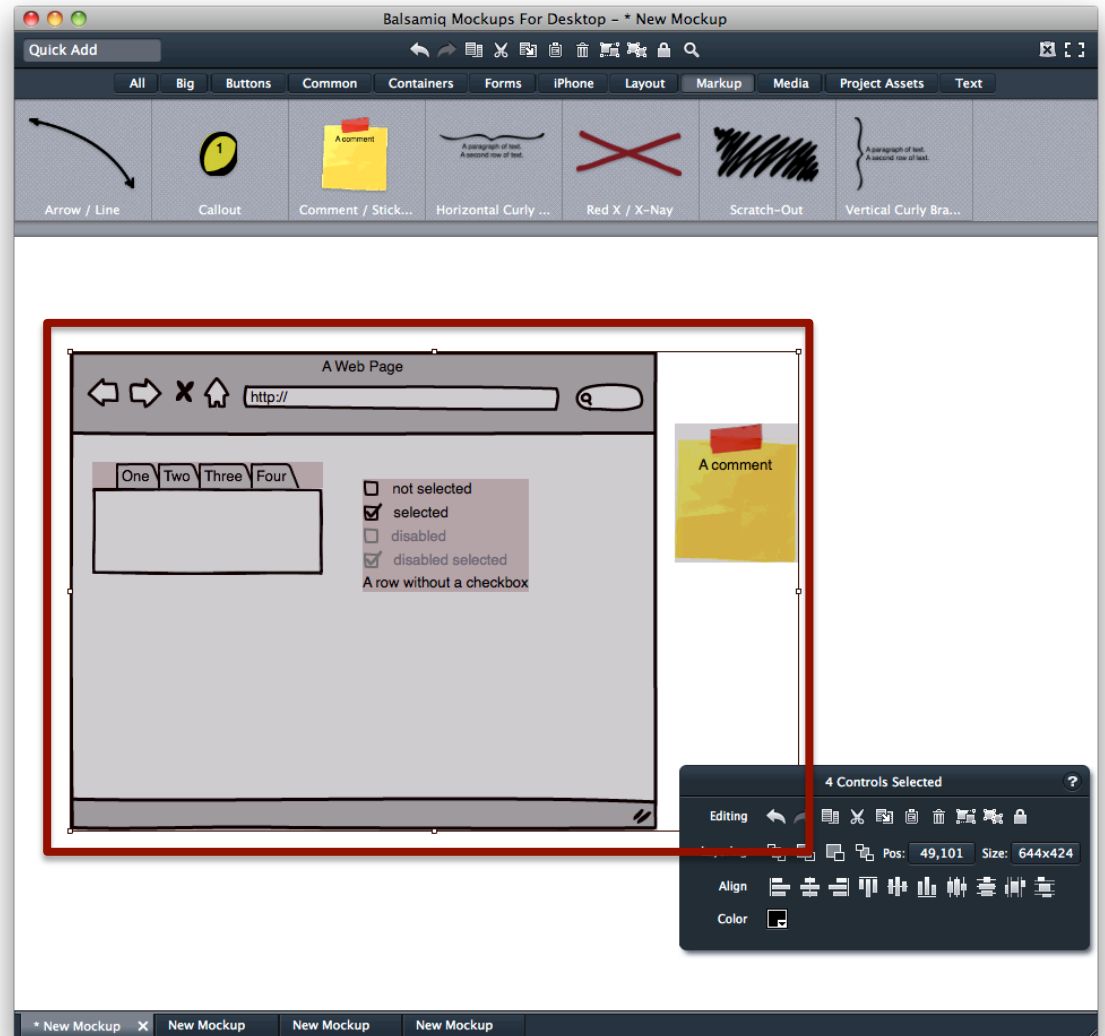 Balsamiq Mockups For Desktop – * New Mockup
Quick Add
All Big Buttons Common Containers Forms iPhone Layout Markup Media Project Assets Text
1
A comment
A paragraph of text.
A second row of text.
A paragraph of text.
A second row of text.
Arrow / Line Callout Comment / Stick... Horizontal Curly ... Red X / X-Nay Scratch-Out Vertical Curly Bra...
A Web Page
http://
A comment
One Two Three Four
not selected
selected
disabled
disabled selected
A row without a checkbox
4 Controls Selected ?
Editing
Pos: 49,101 Size: 644x424
Align
Color
* New Mockup X New Mockup New Mockup New Mockup